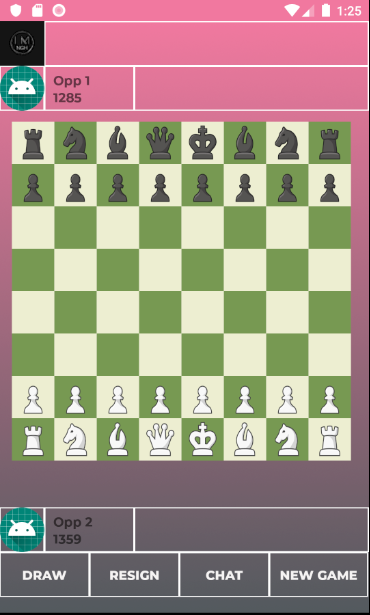 1:25
Opp 1
1285
Opp 2
1359
DRAW
RESIGN
CHAT
NEW GAME